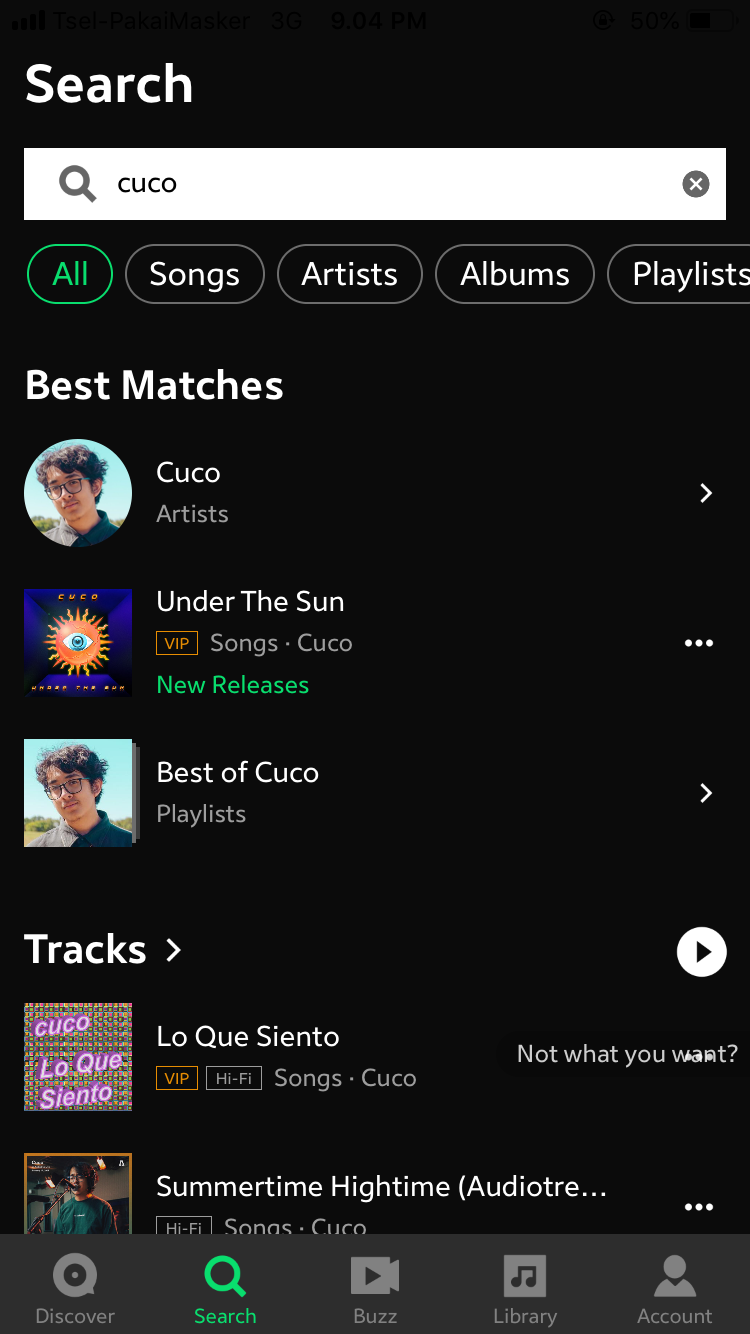 Tsel-PakaiMasker 3G 9.04 PM 50%
Search
cuco
All Songs Artists Albums Playlists
Best Matches
Cuco
Artists
CUCO
UNDER THE SUN
Under The Sun
VIP Songs · Cuco
New Releases
Best of Cuco
Playlists
Tracks
cuco
Lo Que
Siento
Lo Que Siento
VIP Hi-Fi Songs · Cuco
Not what you want?
Summertime Hightime (Audiotre...
Hi-Fi Songs · Cuco
Discover Search Buzz Library Account